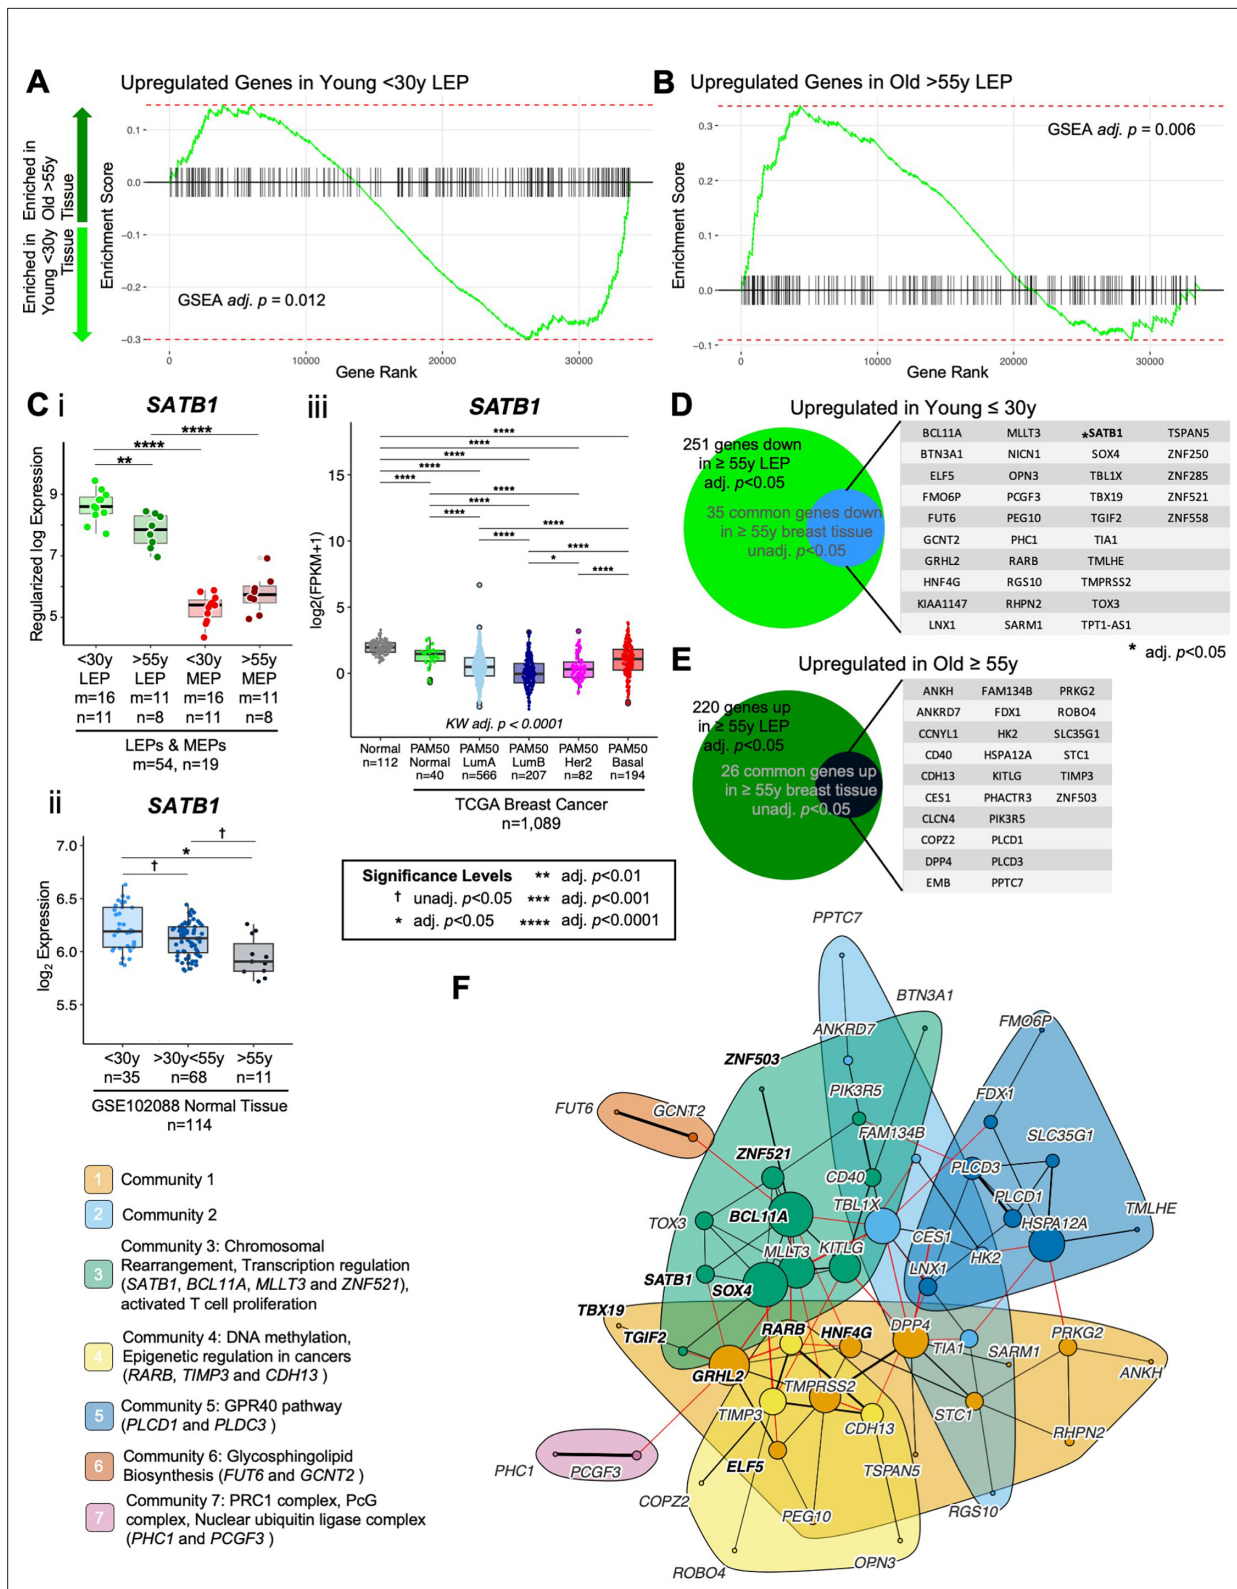 A
Upregulated Genes in Young <30y LEP
Enriched in
Old >55y
Tissue
Enriched in
Young <30y
Tissue
Enrichment Score
0.1
0.0
−0.1
−0.2
−0.3
GSEA adj. p = 0.012
0
10000
20000
30000
Gene Rank
B
Upregulated Genes in Old >55y LEP
GSEA adj. p = 0.006
Enrichment Score
0.3
0.2
0.1
0.0
−0.1
0
10000
20000
30000
Gene Rank
C i
SATB1
****
****
**
Regularized log Expression
9
7
5
<30y >55y <30y >55y
LEP LEP MEP MEP
m=16 m=11 m=16 m=11
n=11 n=8 n=11 n=8
LEPs & MEPs
m=54, n=19
ii
SATB1
†
*
†
log2 Expression
7.0
6.5
6.0
5.5
<30y >30y<55y >55y
n=35 n=68 n=11
GSE102088 Normal Tissue
n=114
iii
SATB1
****
****
****
****
****
****
****
****
****
****
****
*
****
log2(FPKM+1)
15
10
5
0
KW adj. p < 0.0001
Normal PAM50 PAM50 PAM50 PAM50 PAM50
n=112 Normal LumA LumB Her2 Basal
n=40 n=566 n=207 n=82 n=194
TCGA Breast Cancer
n=1,089
Significance Levels
† unadj. p<0.05
* adj. p<0.05
** adj. p<0.01
*** adj. p<0.001
**** adj. p<0.0001
D
Upregulated in Young ≤ 30y
251 genes down
in ≥ 55y LEP
adj. p<0.05
35 common genes down
in ≥ 55y breast tissue
unadj. p<0.05
BCL11A MLLT3 *SATB1 TSPAN5
BTN3A1 NICN1 SOX4 ZNF250
ELF5 OPN3 TBL1X ZNF285
FMO6P PCGF3 TBX19 ZNF521
FUT6 PEG10 TGIF2 ZNF558
GCNT2 PHC1 TIA1
GRHL2 RARB TMLHE
HNF4G RGS10 TMPRSS2
KIAA1147 RHPN2 TOX3
LNX1 SARM1 TPT1-AS1
* adj. p<0.05
E
Upregulated in Old ≥ 55y
220 genes up
in ≥ 55y LEP
adj. p<0.05
26 common genes up
in ≥ 55y breast tissue
unadj. p<0.05
ANKH FAM134B PRKG2
ANKRD7 FDX1 ROBO4
CCNYL1 HK2 SLC35G1
CD40 HSPA12A STC1
CDH13 KITLG TIMP3
CES1 PHACTR3 ZNF503
CLCN4 PIK3R5
COPZ2 PLCD1
DPP4 PLCD3
EMB PPTC7
F
PPTC7
BTN3A1
FMO6P
ANKRD7
ZNF503
PIK3R5
FDX1
FUT6
GCNT2
FAM134B
SLC35G1
ZNF521
CD40
PLCD3
PLCD1
TBL1X
TMLHE
TOX3
BCL11A
CES1
HSPA12A
MLLT3
KITLG
HK2
SATB1
SOX4
LNX1
TBX19
TGIF2
RARB
HNF4G
DPP4
TIA1
SARM1
PRKG2
ANKH
GRHL2
TMPRSS2
TIMP3
CDH13
STC1
RHPN2
PHC1
PCGF3
ELF5
TSPAN5
COPZ2
PEG10
RGS10
ROBO4
OPN3
1 Community 1
2 Community 2
Community 3: Chromosomal
Rearrangement, Transcription regulation
3 (SATB1, BCL11A, MLLT3 and ZNF521),
activated T cell proliferation
Community 4: DNA methylation,
4 Epigenetic regulation in cancers
(RARB, TIMP3 and CDH13 )
5 Community 5: GPR40 pathway
(PLCD1 and PLDC3 )
6 Community 6: Glycosphingolipid
Biosynthesis (FUT6 and GCNT2 )
Community 7: PRC1 complex, PcG
7 complex, Nuclear ubiquitin ligase complex
(PHC1 and PCGF3 )